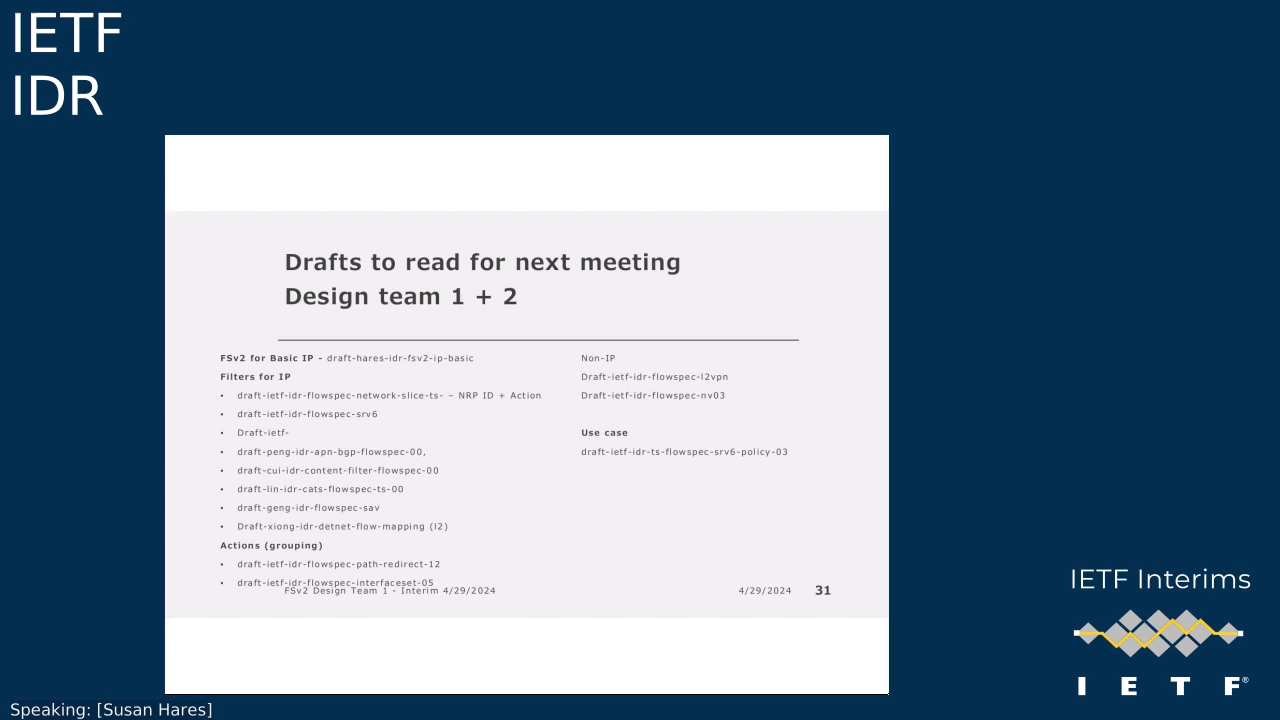 IETF
IDR
Drafts to read for next meeting
Design team 1 + 2
FSv2 for Basic IP - draft-hares-idr-fsv2-ip-basic
Filters for IP
• draft-ietf-idr-flowspec-network-slice-ts- – NRP ID + Action
• draft-ietf-idr-flowspec-srv6
• Draft-ietf-
• draft-peng-idr-apn-bgp-flowspec-00,
• draft-cui-idr-content-filter-flowspec-00
• draft-lin-idr-cats-flowspec-ts-00
• draft-geng-idr-flowspec-sav
• Draft-xiong-idr-detnet-flow-mapping (l2)
Actions (grouping)
• draft-ietf-idr-flowspec-path-redirect-12
• draft-ietf-idr-flowspec-interfaceset-05
Non-IP
Draft-ietf-idr-flowspec-l2vpn
Draft-ietf-idr-flowspec-nv03
Use case
draft-ietf-idr-ts-flowspec-srv6-policy-03
FSv2 Design Team 1 - Interim 4/29/2024
4/29/2024
31
IETF Interims
I E T F®
Speaking: [Susan Hares]